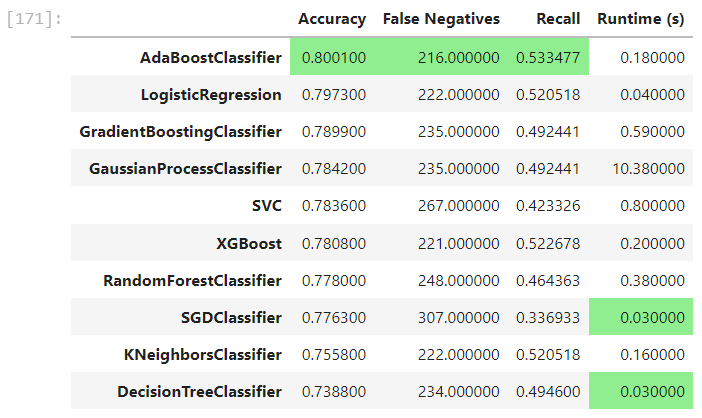 [171]: Accuracy False Negatives Recall Runtime (s)
AdaBoostClassifier 0.800100 216.000000 0.533477 0.180000
LogisticRegression 0.797300 222.000000 0.520518 0.040000
GradientBoostingClassifier 0.789900 235.000000 0.492441 0.590000
GaussianProcessClassifier 0.784200 235.000000 0.492441 10.380000
SVC 0.783600 267.000000 0.423326 0.800000
XGBoost 0.780800 221.000000 0.522678 0.200000
RandomForestClassifier 0.778000 248.000000 0.464363 0.380000
SGDClassifier 0.776300 307.000000 0.336933 0.030000
KNeighborsClassifier 0.755800 222.000000 0.520518 0.160000
DecisionTreeClassifier 0.738800 234.000000 0.494600 0.030000